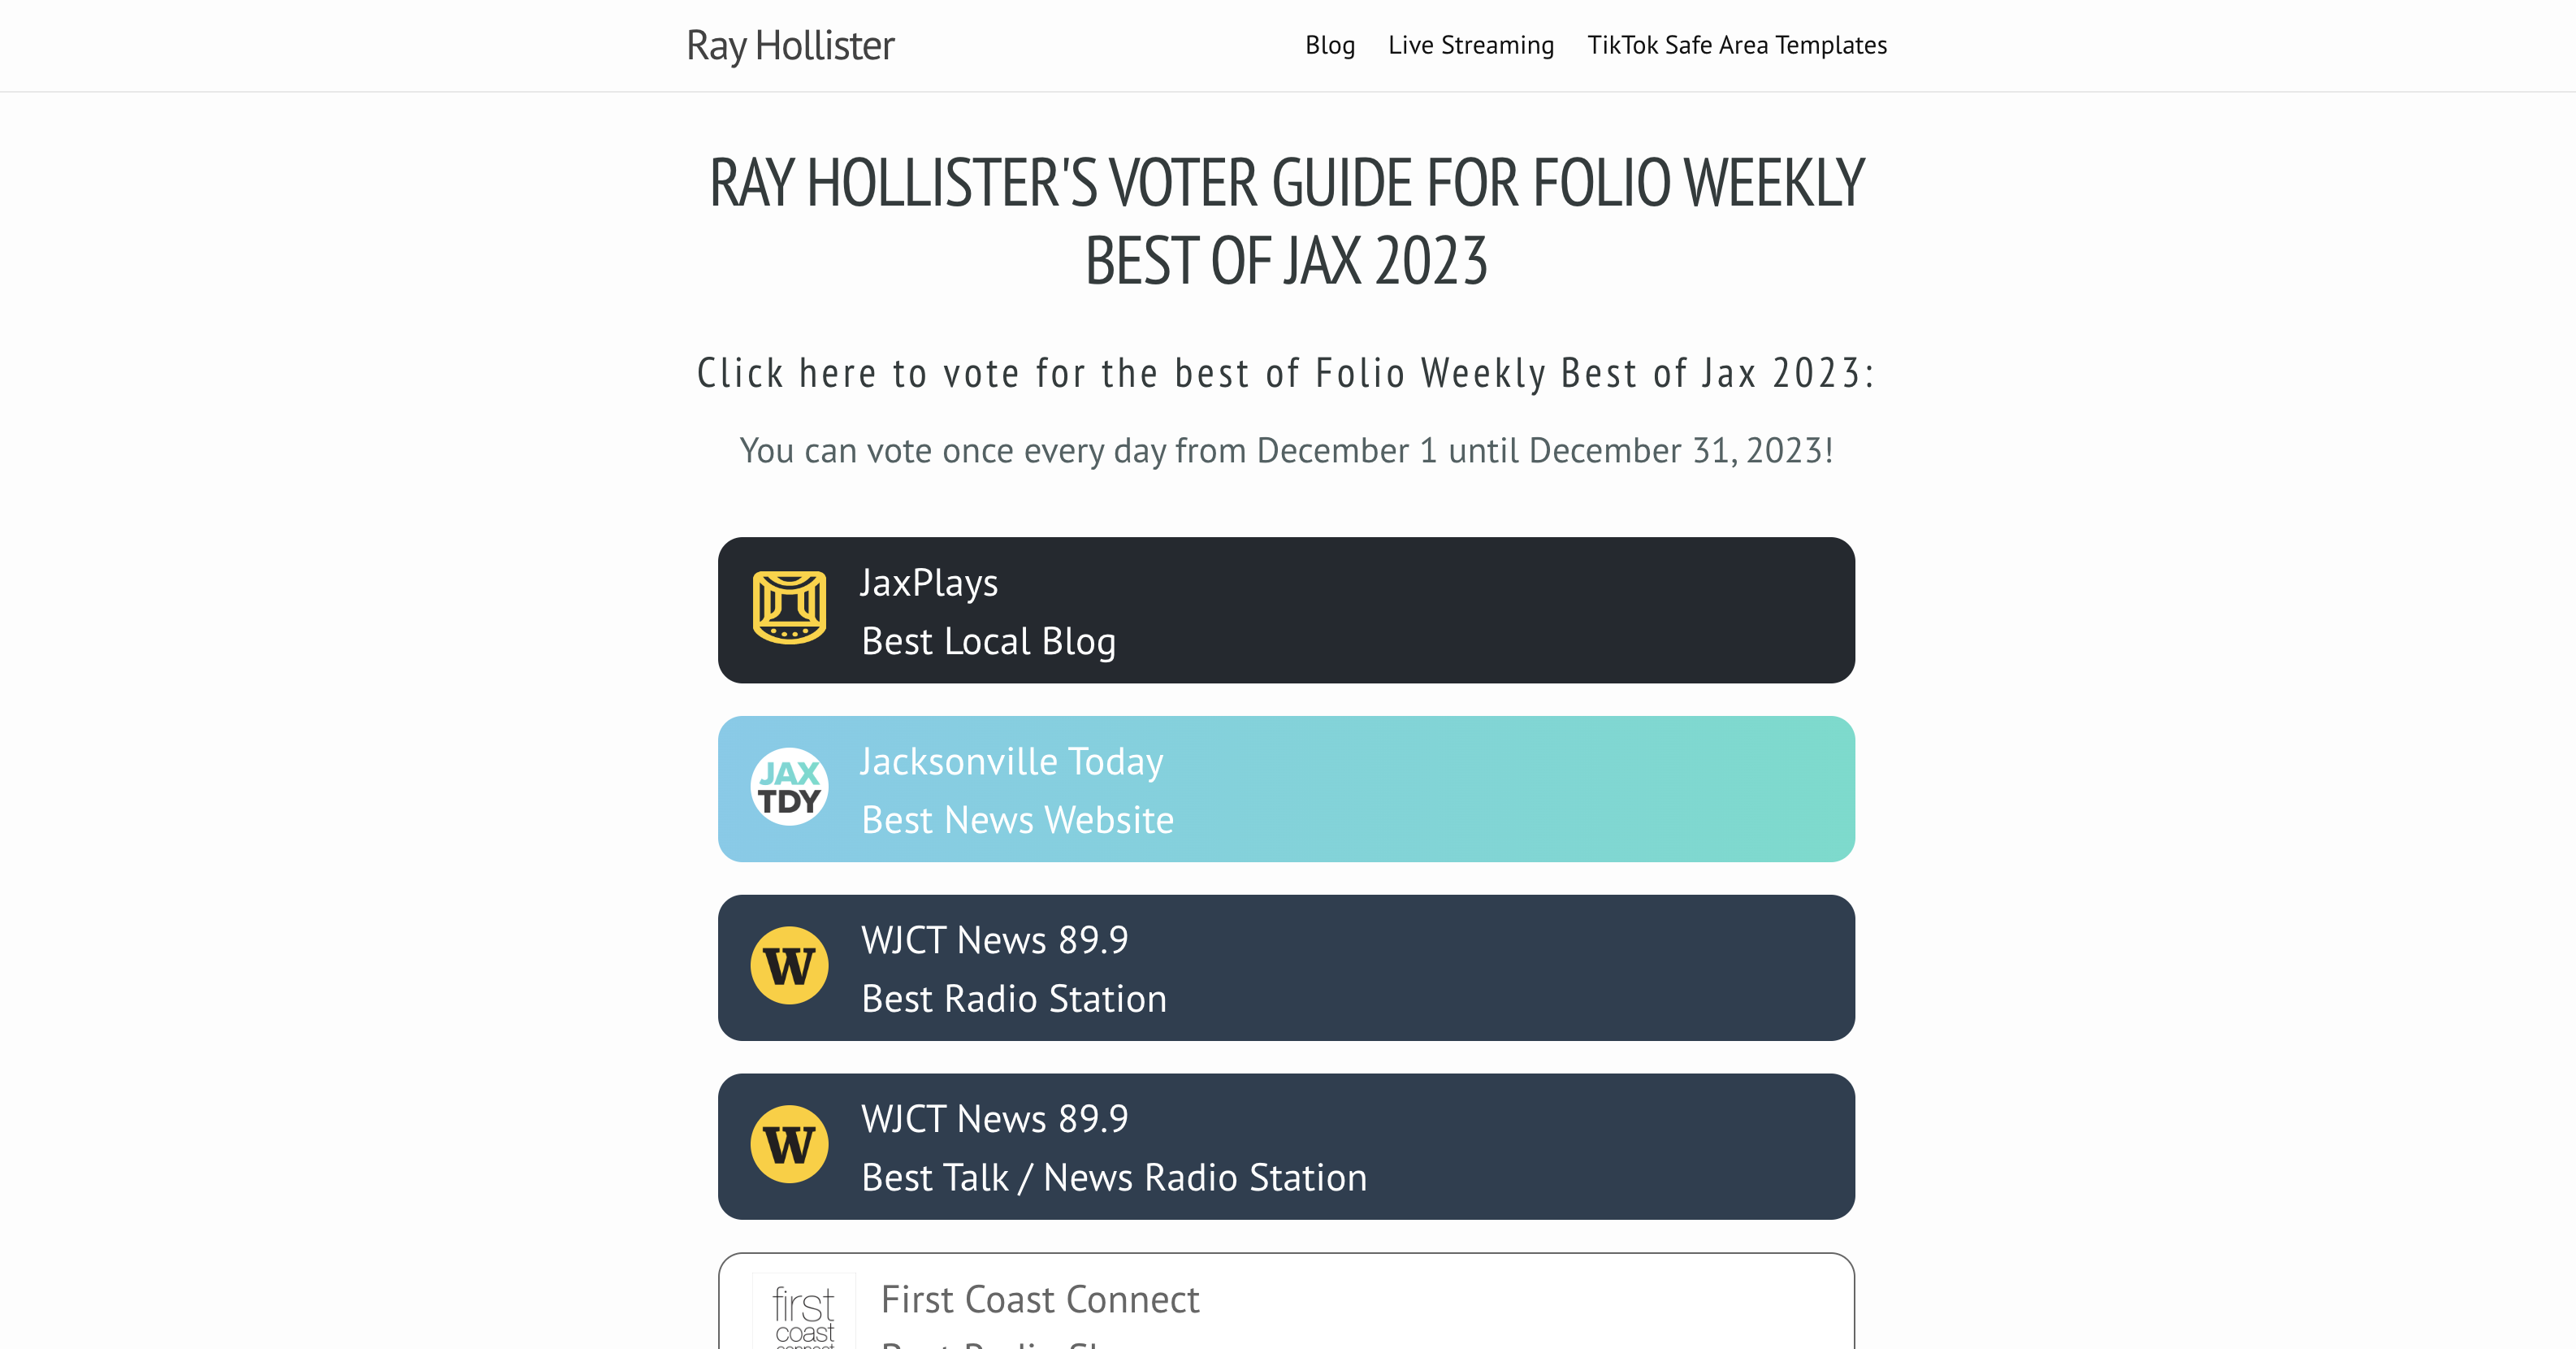 Ray Hollister
Blog Live Streaming TikTok Safe Area Templates
RAY HOLLISTER'S VOTER GUIDE FOR FOLIO WEEKLY
BEST OF JAX 2023
Click here to vote for the best of Folio Weekly Best of Jax 2023:
You can vote once every day from December 1 until December 31, 2023!
JaxPlays
Best Local Blog
JAX
TDY
Jacksonville Today
Best News Website
W
WJCT News 89.9
Best Radio Station
W
WJCT News 89.9
Best Talk / News Radio Station
first
coast
First Coast Connect
Best Radio